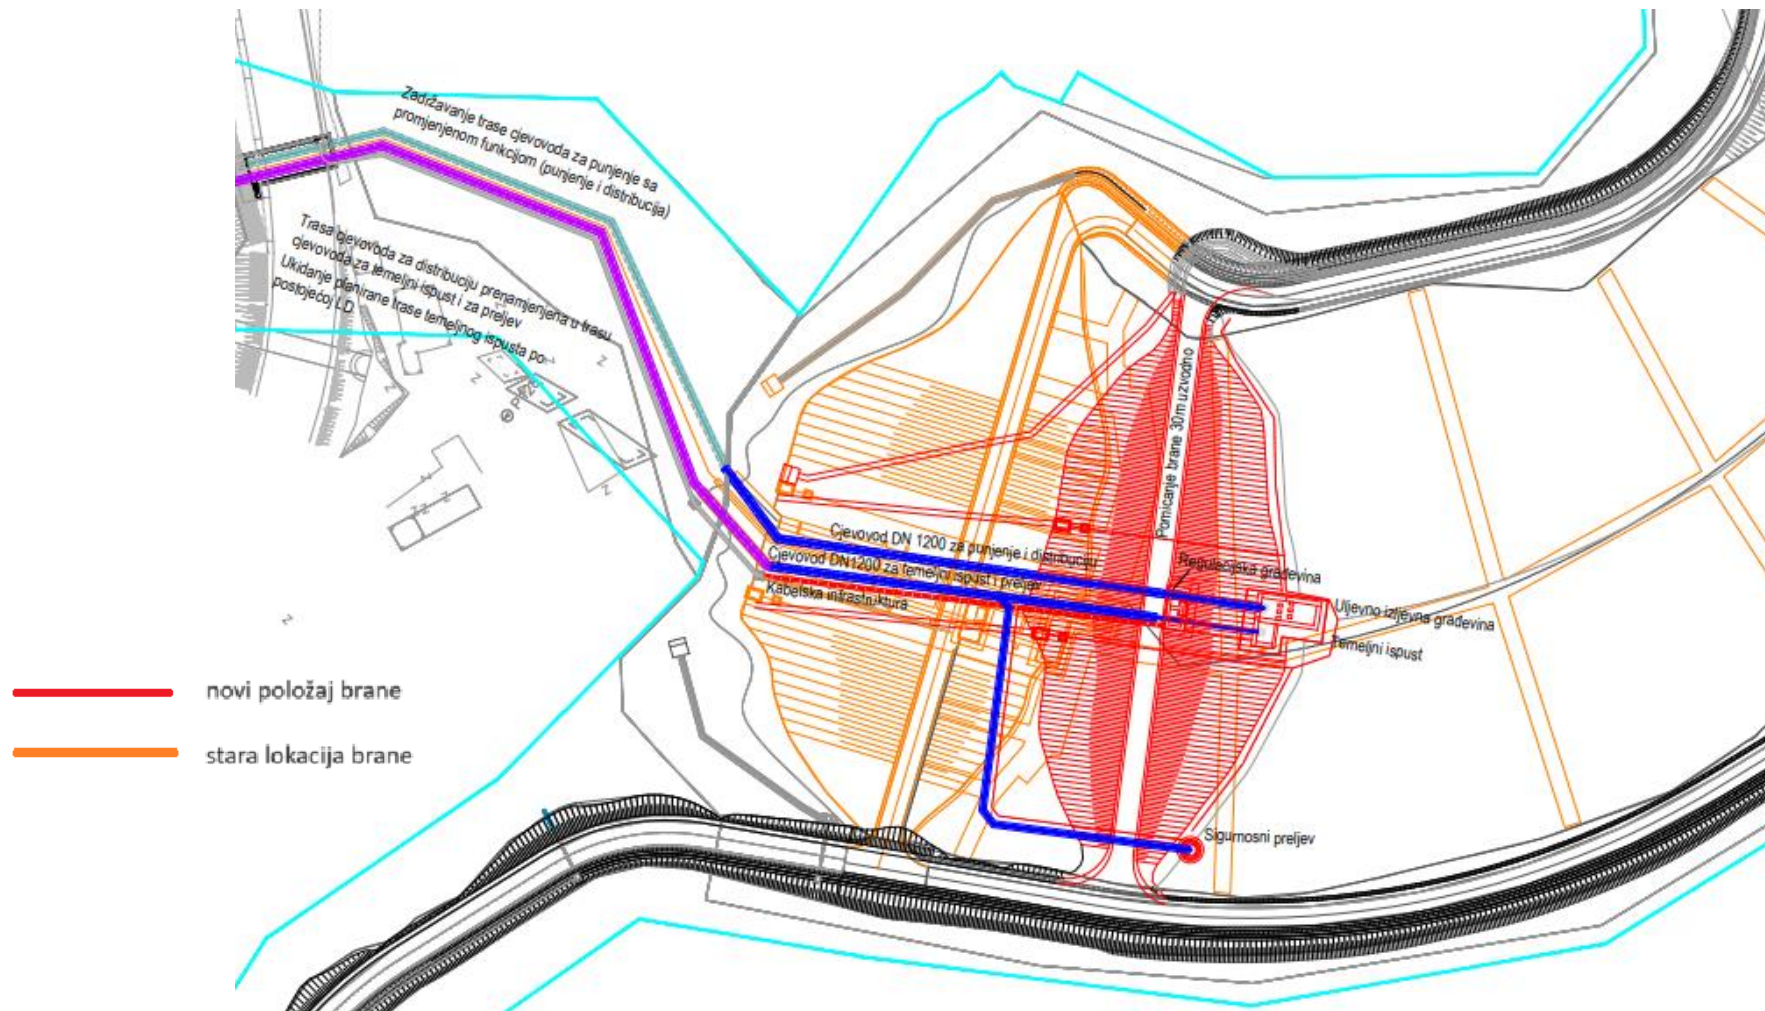 Zadržavanje trase cjevovoda za punjenje sa
promjenjenom funkcijom (punjenje i distribucija)
Trasa cjevovoda za distribuciju prenamjenjena u trasu
cjevovoda za temeljni ispust i za preljev
Ukidanje planirane trase temeljnog ispusta po
postojećoj LD
Pomicanje brane 30m uzvodno
Cjevovod DN 1200 za punjenje i distribuciju
Cjevovod DN1200 za temeljni ispust i preljev
Kabelska infrastruktura
Regulacijska građevina
Uljevno izljevna građevina
Temeljni ispust
Sigurnosni preljev
novi položaj brane
stara lokacija brane